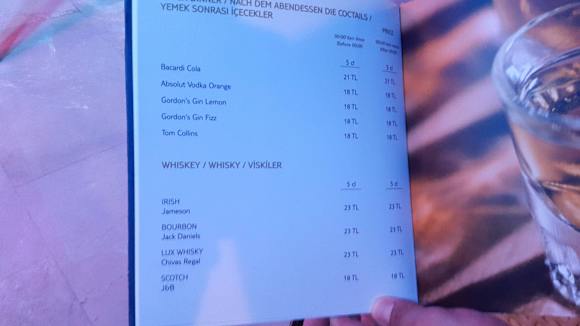 DINNER / NACH DEM ABENDESSEN DIE COCTAILS /
YEMEK SONRASI İÇECEKLER
Before 00:00
5 cl 5 cl
Bacardi Cola 21 TL 21 TL
Absolut Vodka Orange 18 TL 18 TL
Gordon's Gin Lemon 18 TL 18 TL
Gordon's Gin Fizz 18 TL 18 TL
Tom Collins 18 TL 18 TL
WHISKEY / WHISKY / VİSKİLER
5 cl 5 cl
IRISH
Jameson 23 TL 23 TL
BOURBON
Jack Daniels 23 TL 23 TL
LUX WHISKY
Chivas Regal 23 TL 23 TL
SCOTCH
J&B 18 TL 18 TL